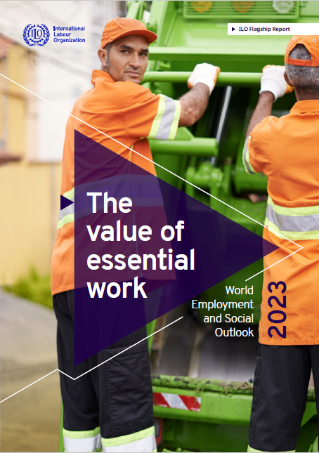 International
Labour
Organization
ILO Flagship Report
The
value of
essential
work
World
Employment
and Social
Outlook
2023